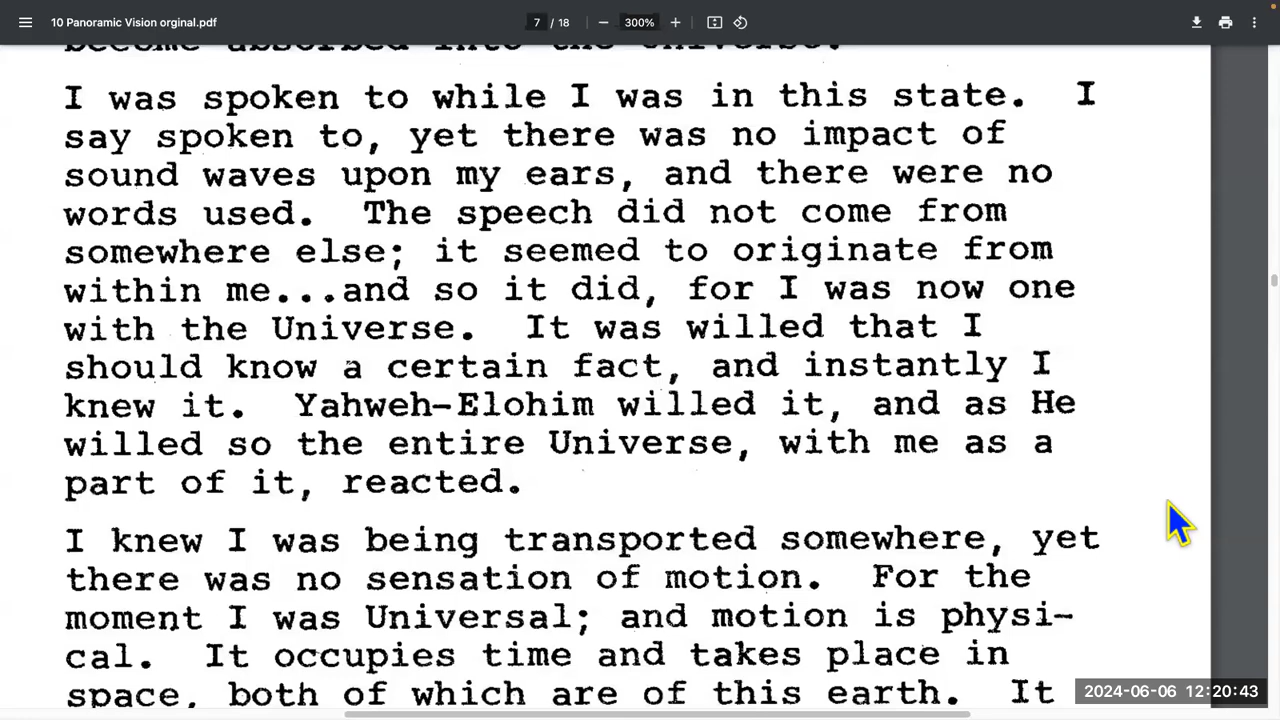 10 Panoramic Vision orginal.pdf
7 / 18
300%
become absorbed into the Universe.
I was spoken to while I was in this state. I
say spoken to, yet there was no impact of
sound waves upon my ears, and there were no
words used. The speech did not come from
somewhere else; it seemed to originate from
within me...and so it did, for I was now one
with the Universe. It was willed that I
should know a certain fact, and instantly I
knew it. Yahweh-Elohim willed it, and as He
willed so the entire Universe, with me as a
part of it, reacted.
I knew I was being transported somewhere, yet
there was no sensation of motion. For the
moment I was Universal; and motion is physi-
cal. It occupies time and takes place in
space, both of which are of this earth. It
2024-06-06 12:20:43